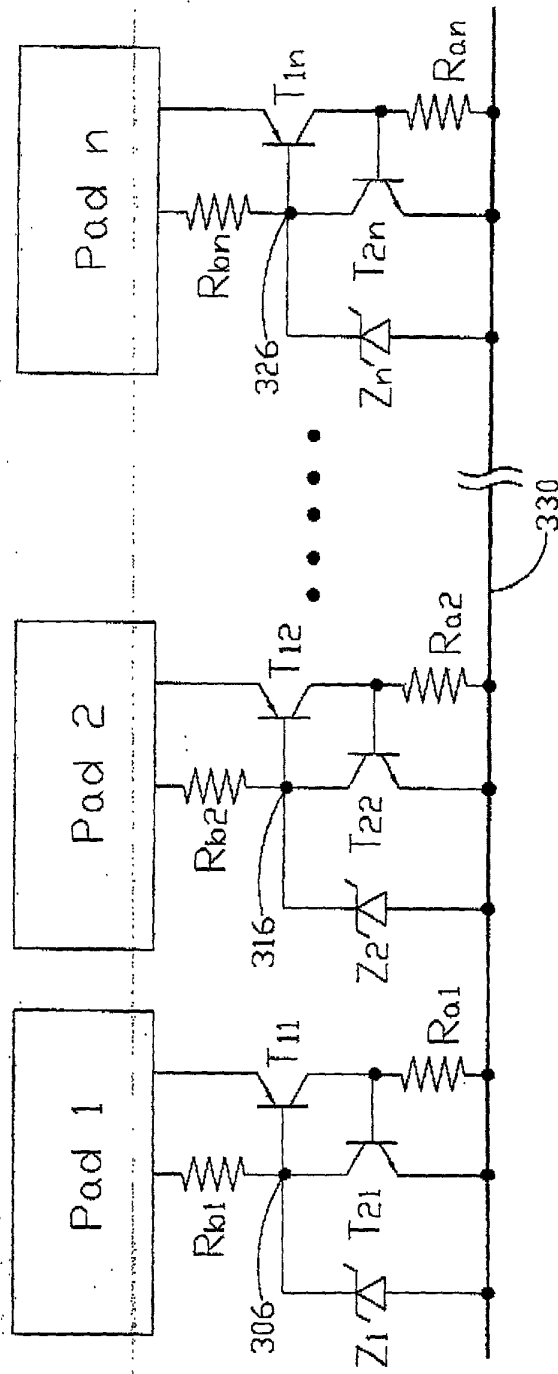 Pad 1
Rb1
T11
306
T21
Z1
Ra1
Pad 2
Rb2
T12
316
T22
Z2
Ra2
Pad n
Rbn
T1n
326
T2n
Zn
Ran
330